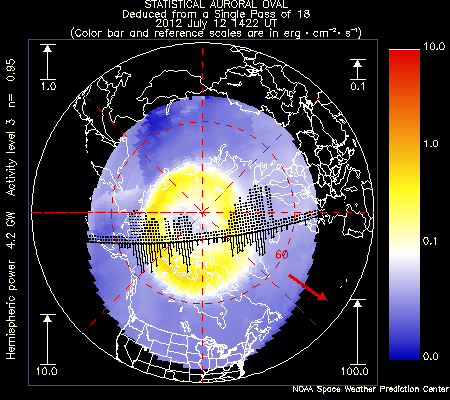 STATISTICAL AURORAL OVAL
Deduced from a Single Pass of 18
2012 July 12 1422 UT
(Color bar and reference scales are in erg·cm⁻²·s⁻¹)
1.0
0.1
10.0
1.0
0.1
0.0
Hemispheric power 4.2 GW Activity level 3 n= 0.95
60
10.0
100.0
NOAA Space Weather Prediction Center